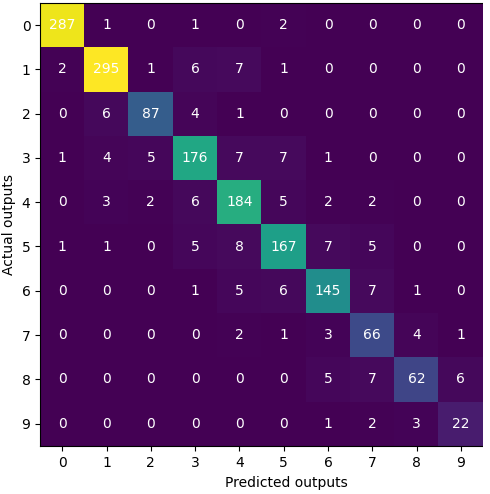 0 287 1 0 1 0 2 0 0 0 0
1 2 295 1 6 7 1 0 0 0 0
2 0 6 87 4 1 0 0 0 0 0
3 1 4 5 176 7 7 1 0 0 0
4 0 3 2 6 184 5 2 2 0 0
5 1 1 0 5 8 167 7 5 0 0
6 0 0 0 1 5 6 145 7 1 0
7 0 0 0 0 2 1 3 66 4 1
8 0 0 0 0 0 0 5 7 62 6
9 0 0 0 0 0 0 1 2 3 22
0 1 2 3 4 5 6 7 8 9
Predicted outputs
Actual outputs